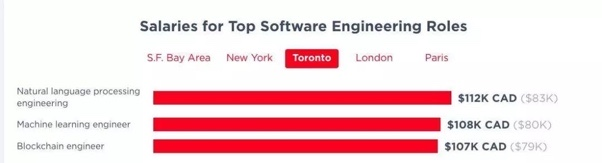 Salaries for Top Software Engineering Roles
S.F. Bay Area New York Toronto London Paris
Natural language processing
engineering
$112K CAD ($83K)
Machine learning engineer $108K CAD ($80K)
Blockchain engineer $107K CAD ($79K)